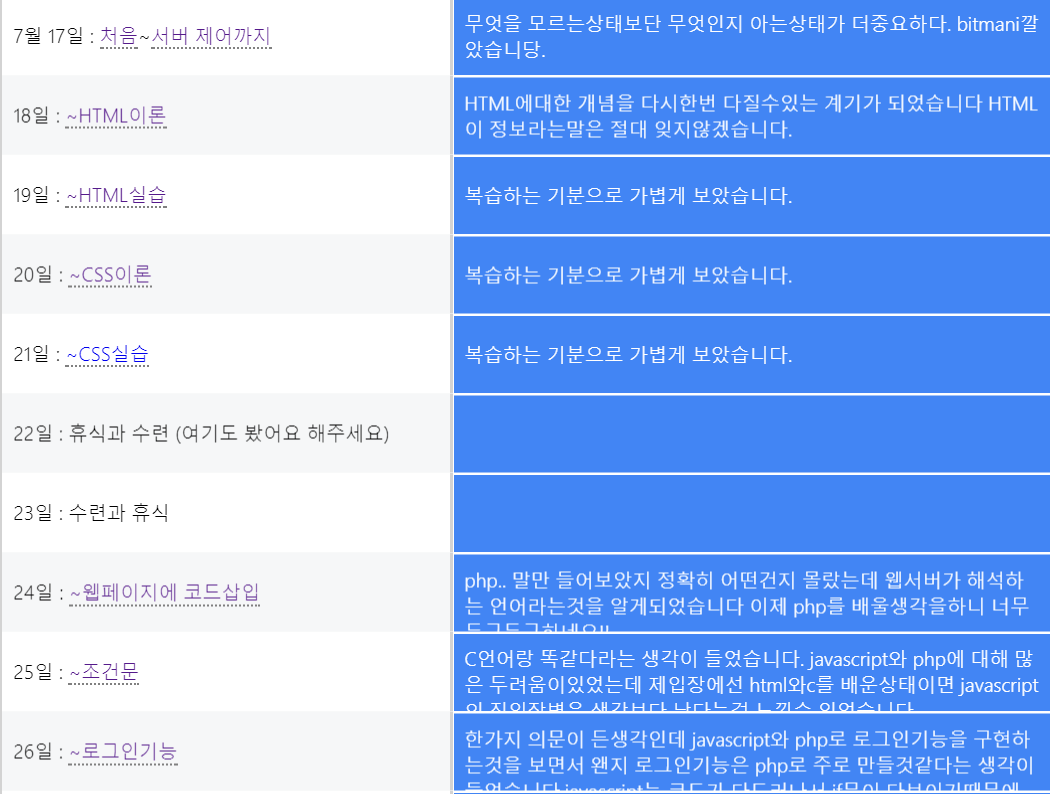 7월 17일 : 처음~서버 제어까지
무엇을 모르는상태보단 무엇인지 아는상태가 더중요하다. bitmani깔
았습니당.
18일 : ~HTML이론
HTML에대한 개념을 다시한번 다질수있는 계기가 되었습니다 HTML
이 정보라는말은 절대 잊지않겠습니다.
19일 : ~HTML실습
복습하는 기분으로 가볍게 보았습니다.
20일 : ~CSS이론
복습하는 기분으로 가볍게 보았습니다.
21일 : ~CSS실습
복습하는 기분으로 가볍게 보았습니다.
22일 : 휴식과 수련 (여기도 봤어요 해주세요)
23일 : 수련과 휴식
24일 : ~웹페이지에 코드삽입
php.. 말만 들어보았지 정확히 어떤건지 몰랐는데 웹서버가 해석하
는 언어라는것을 알게되었습니다 이제 php를 배울생각을하니 너무
25일 : ~조건문
C언어랑 똑같다라는 생각이 들었습니다. javascript와 php에 대해 많
은 두려움이있었는데 제입장에선 html와c를 배운상태이면 javascript
26일 : ~로그인기능
한가지 의문이 든생각인데 javascript와 php로 로그인기능을 구현하
는것을 보면서 왠지 로그인기능은 php로 주로 만들것같다는 생각이